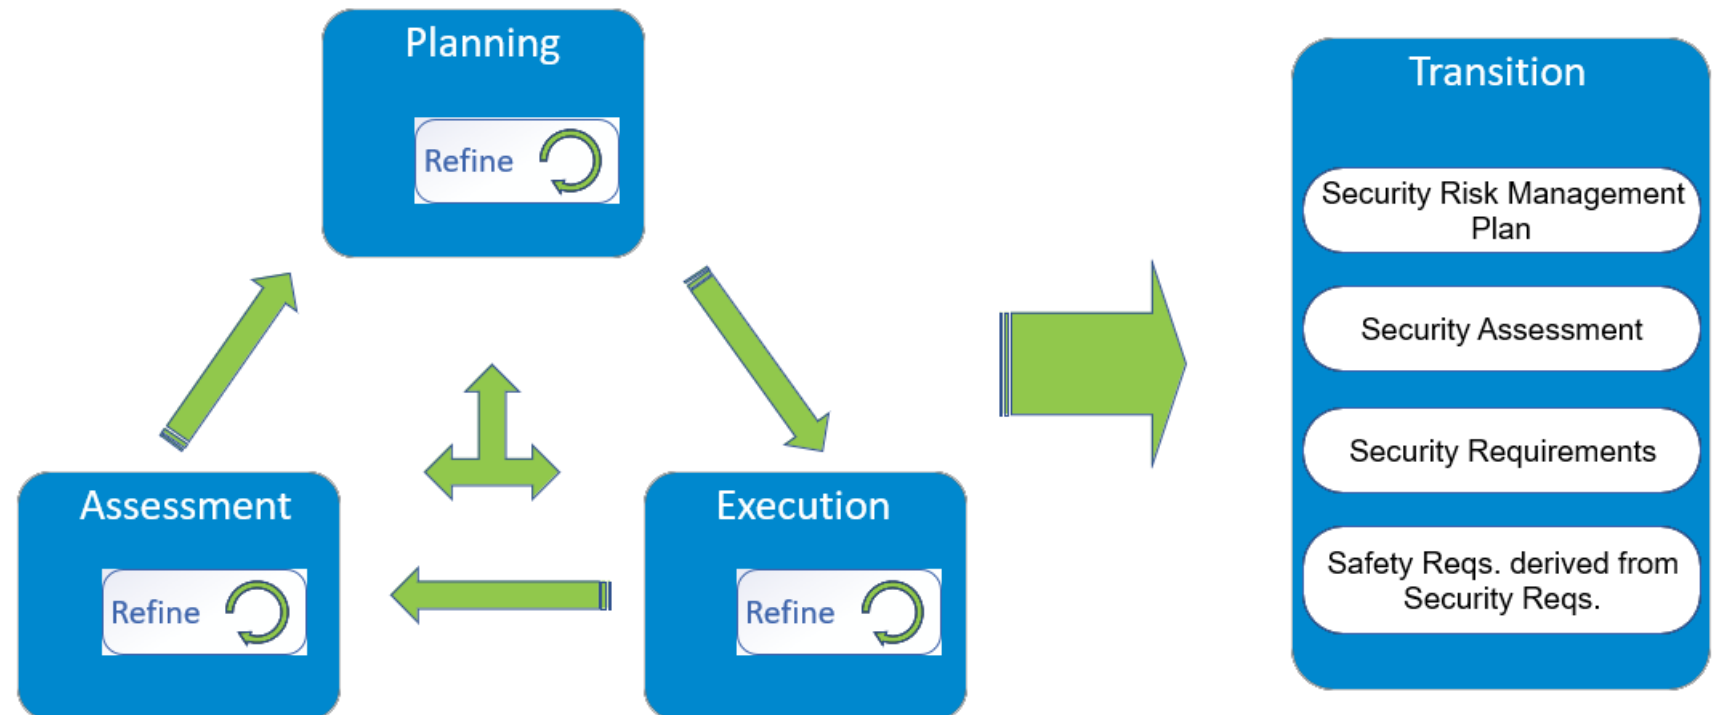 Planning
Refine
Assessment
Refine
Execution
Refine
Transition
Security Risk Management
Plan
Security Assessment
Security Requirements
Safety Reqs. derived from
Security Reqs.